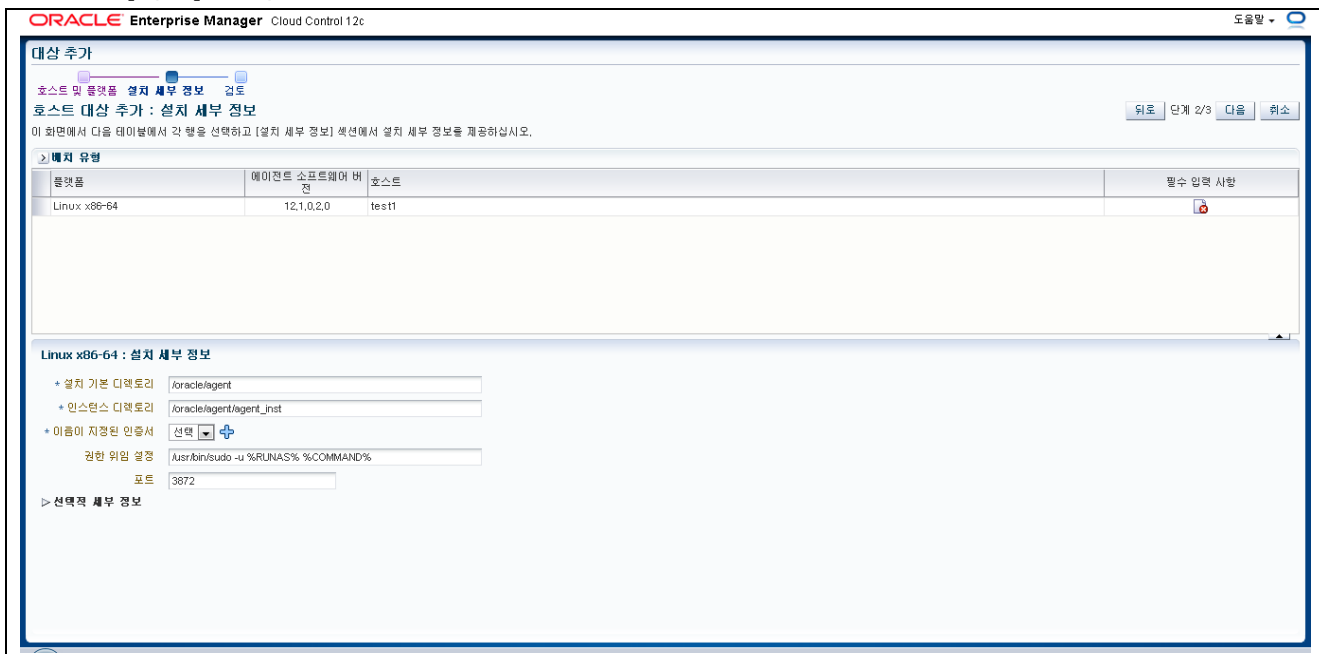 ORACLE Enterprise Manager Cloud Control 12c
도움말
대상 추가
호스트 및 플랫폼 설치 세부 정보 검토
호스트 대상 추가 : 설치 세부 정보
뒤로 단계 2/3 다음 취소
이 화면에서 다음 테이블에서 각 행을 선택하고 [설치 세부 정보] 섹션에서 설치 세부 정보를 제공하십시오.
배치 유형
플랫폼 에이전트 소프트웨어 버전 호스트 필수 입력 사항
Linux x86-64 12.1.0.2.0 test1
Linux x86-64 : 설치 세부 정보
* 설치 기본 디렉토리 /oracle/agent
* 인스턴스 디렉토리 /oracle/agent/agent_inst
* 이름이 지정된 인증서 선택
권한 위임 설정 /usr/bin/sudo -u %RUNAS% %COMMAND%
포트 3872
선택적 세부 정보